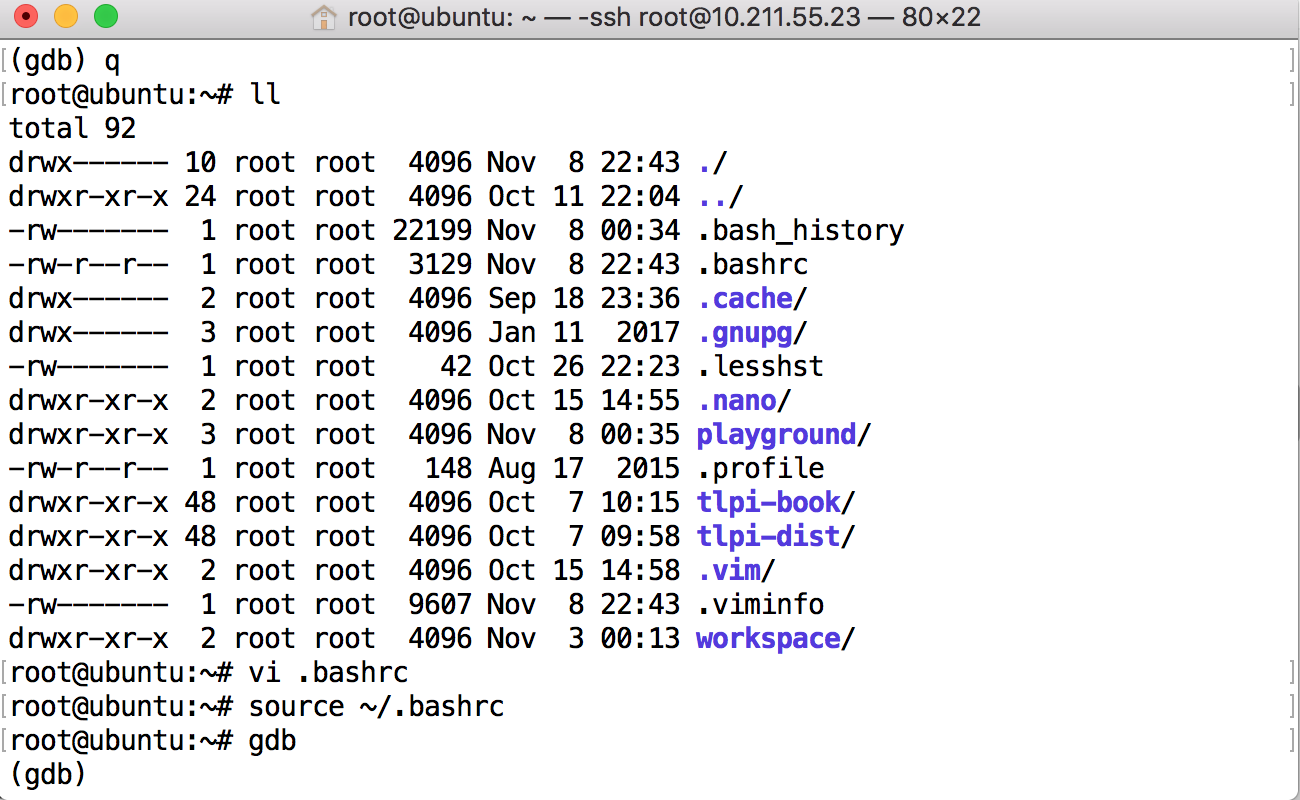 root@ubuntu: ~ — -ssh root@10.211.55.23 — 80×22
[(gdb) q ]
[root@ubuntu:~# ll ]
total 92
drwx------ 10 root root  4096 Nov  8 22:43 ./
drwxr-xr-x 24 root root  4096 Oct 11 22:04 ../
-rw-------  1 root root 22199 Nov  8 00:34 .bash_history
-rw-r--r--  1 root root  3129 Nov  8 22:43 .bashrc
drwx------  2 root root  4096 Sep 18 23:36 .cache/
drwx------  3 root root  4096 Jan 11  2017 .gnupg/
-rw-------  1 root root    42 Oct 26 22:23 .lesshst
drwxr-xr-x  2 root root  4096 Oct 15 14:55 .nano/
drwxr-xr-x  3 root root  4096 Nov  8 00:35 playground/
-rw-r--r--  1 root root   148 Aug 17  2015 .profile
drwxr-xr-x 48 root root  4096 Oct  7 10:15 tlpi-book/
drwxr-xr-x 48 root root  4096 Oct  7 09:58 tlpi-dist/
drwxr-xr-x  2 root root  4096 Oct 15 14:58 .vim/
-rw-------  1 root root  9607 Nov  8 22:43 .viminfo
drwxr-xr-x  2 root root  4096 Nov  3 00:13 workspace/
[root@ubuntu:~# vi .bashrc ]
[root@ubuntu:~# source ~/.bashrc ]
[root@ubuntu:~# gdb ]
(gdb)